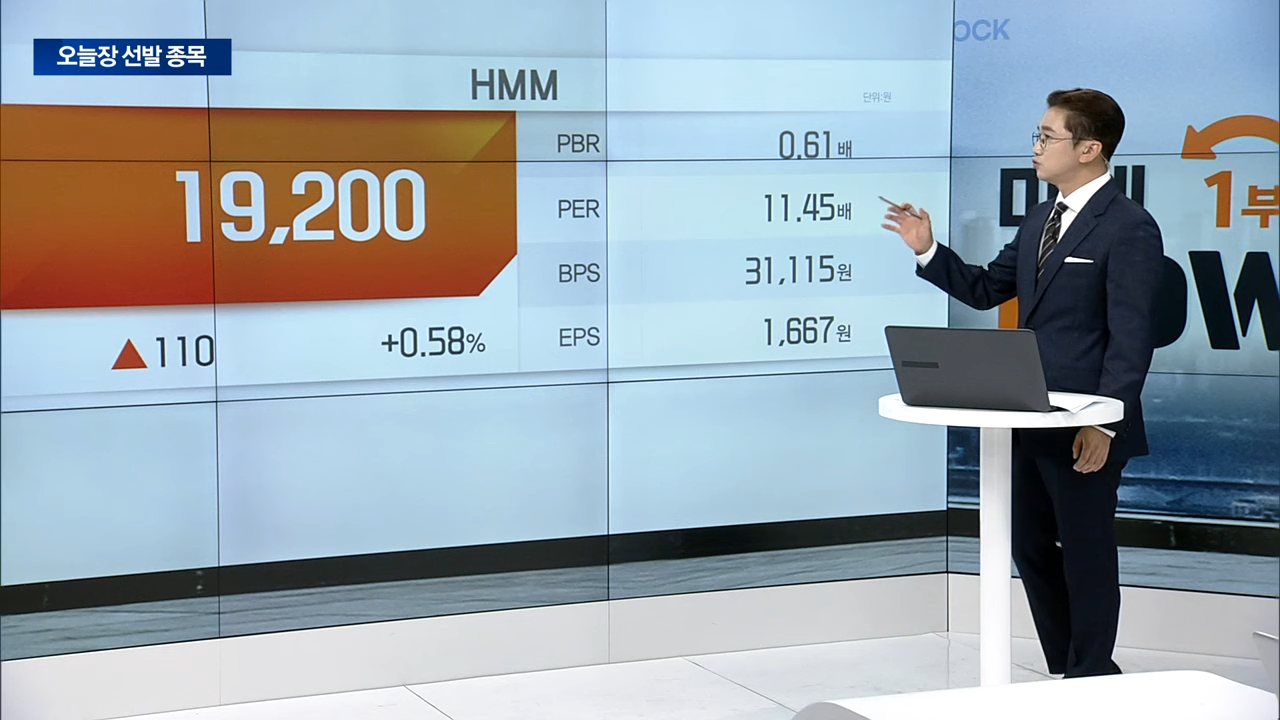 오늘장 선발 종목
OCK
HMM
단위:원
19,200
▲110 +0.58%
PBR 0.61배
PER 11.45배
BPS 31,115원
EPS 1,667원
1부